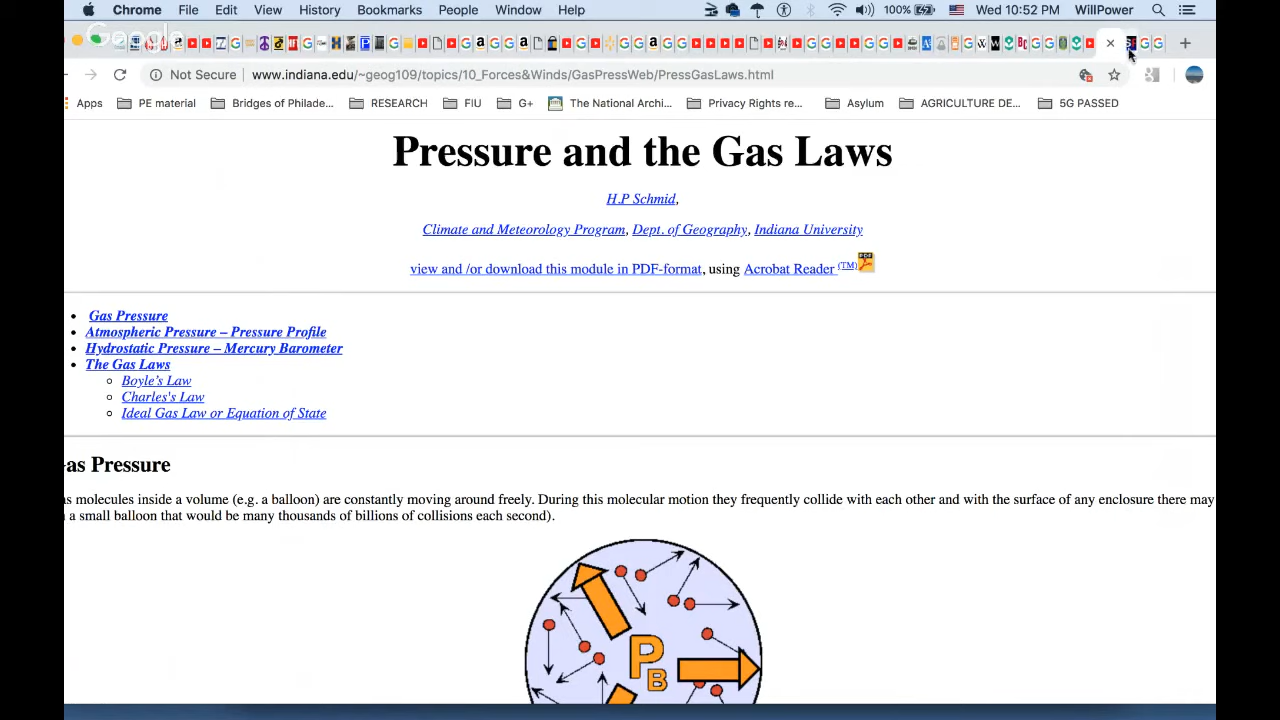 Chrome File Edit View History Bookmarks People Window Help 100% Wed 10:52 PM WillPower
Google
Not Secure www.indiana.edu/~geog109/topics/10_Forces&Winds/GasPressWeb/PressGasLaws.html
Apps PE material Bridges of Philade... RESEARCH FIU G+ The National Archi... Privacy Rights re... Asylum AGRICULTURE DE... 5G PASSED
Pressure and the Gas Laws
H.P Schmid,
Climate and Meteorology Program, Dept. of Geography, Indiana University
view and /or download this module in PDF-format, using Acrobat Reader (TM)
Gas Pressure
Atmospheric Pressure – Pressure Profile
Hydrostatic Pressure – Mercury Barometer
The Gas Laws
Boyle’s Law
Charles's Law
Ideal Gas Law or Equation of State
as Pressure
as molecules inside a volume (e.g. a balloon) are constantly moving around freely. During this molecular motion they frequently collide with each other and with the surface of any enclosure there may
a small balloon that would be many thousands of billions of collisions each second).
PB